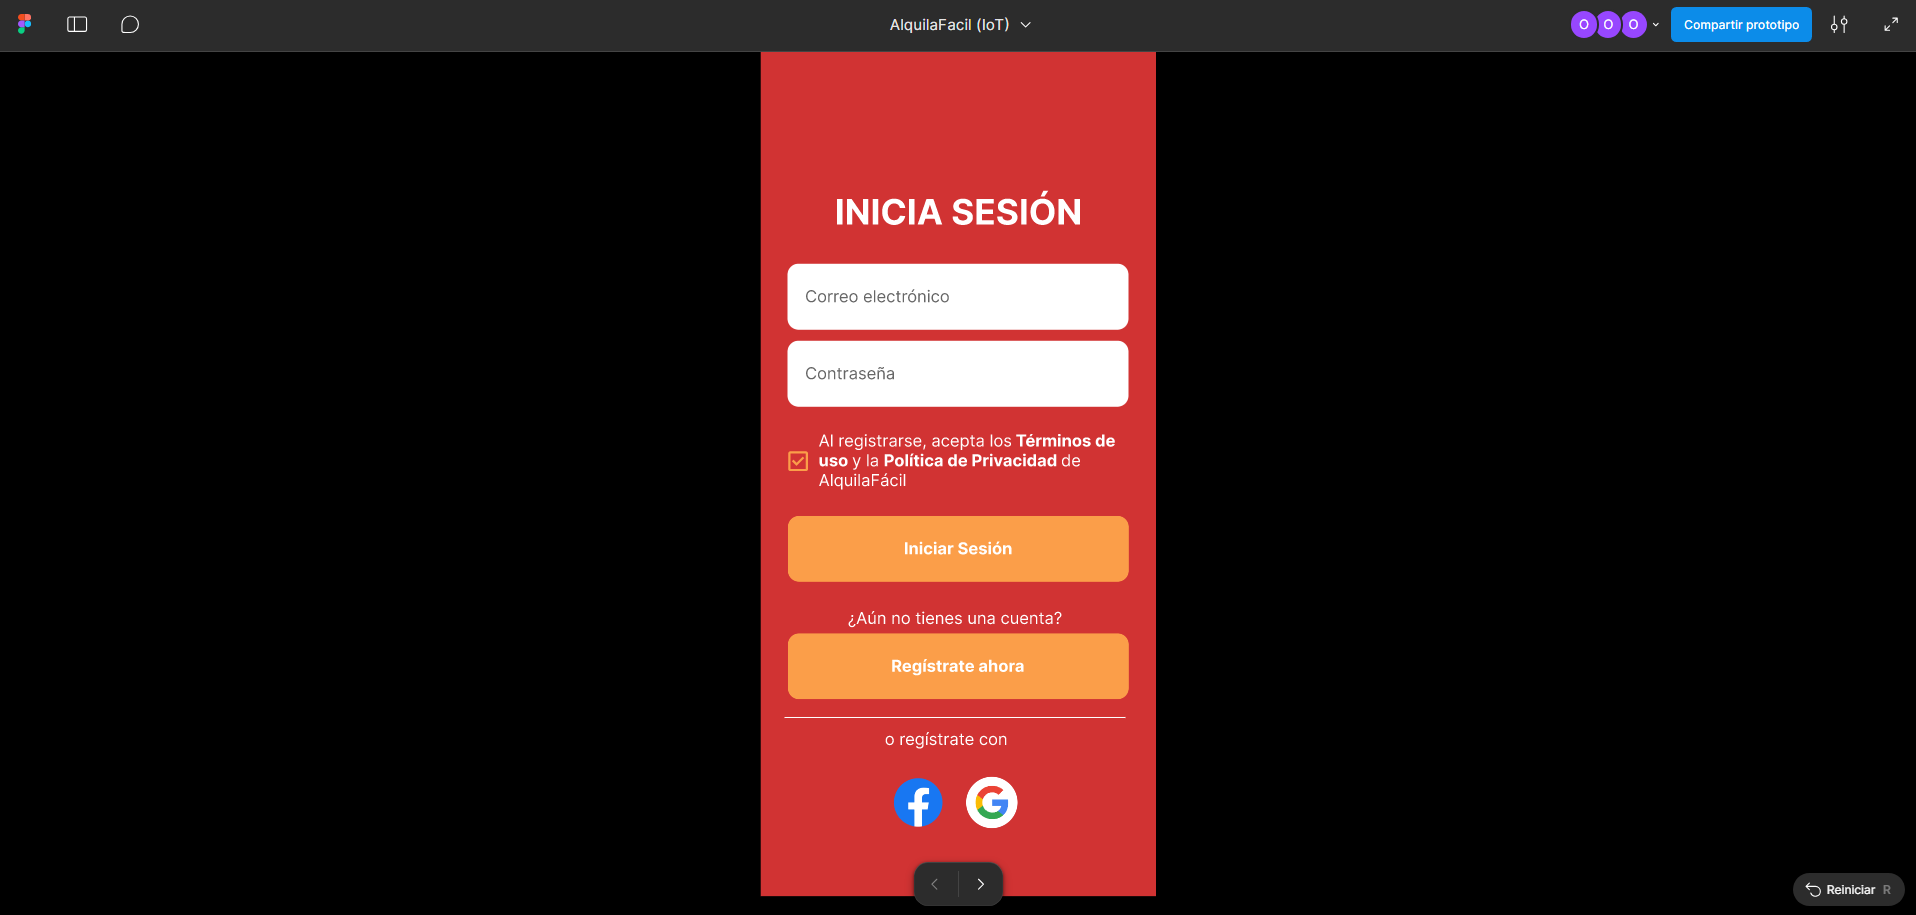 AlquilaFacil (IoT)
O O O
Compartir prototipo
INICIA SESIÓN
Correo electrónico
Contraseña
Al registrarse, acepta los Términos de
uso y la Política de Privacidad de
AlquilaFácil
Iniciar Sesión
¿Aún no tienes una cuenta?
Regístrate ahora
o regístrate con
Reiniciar R